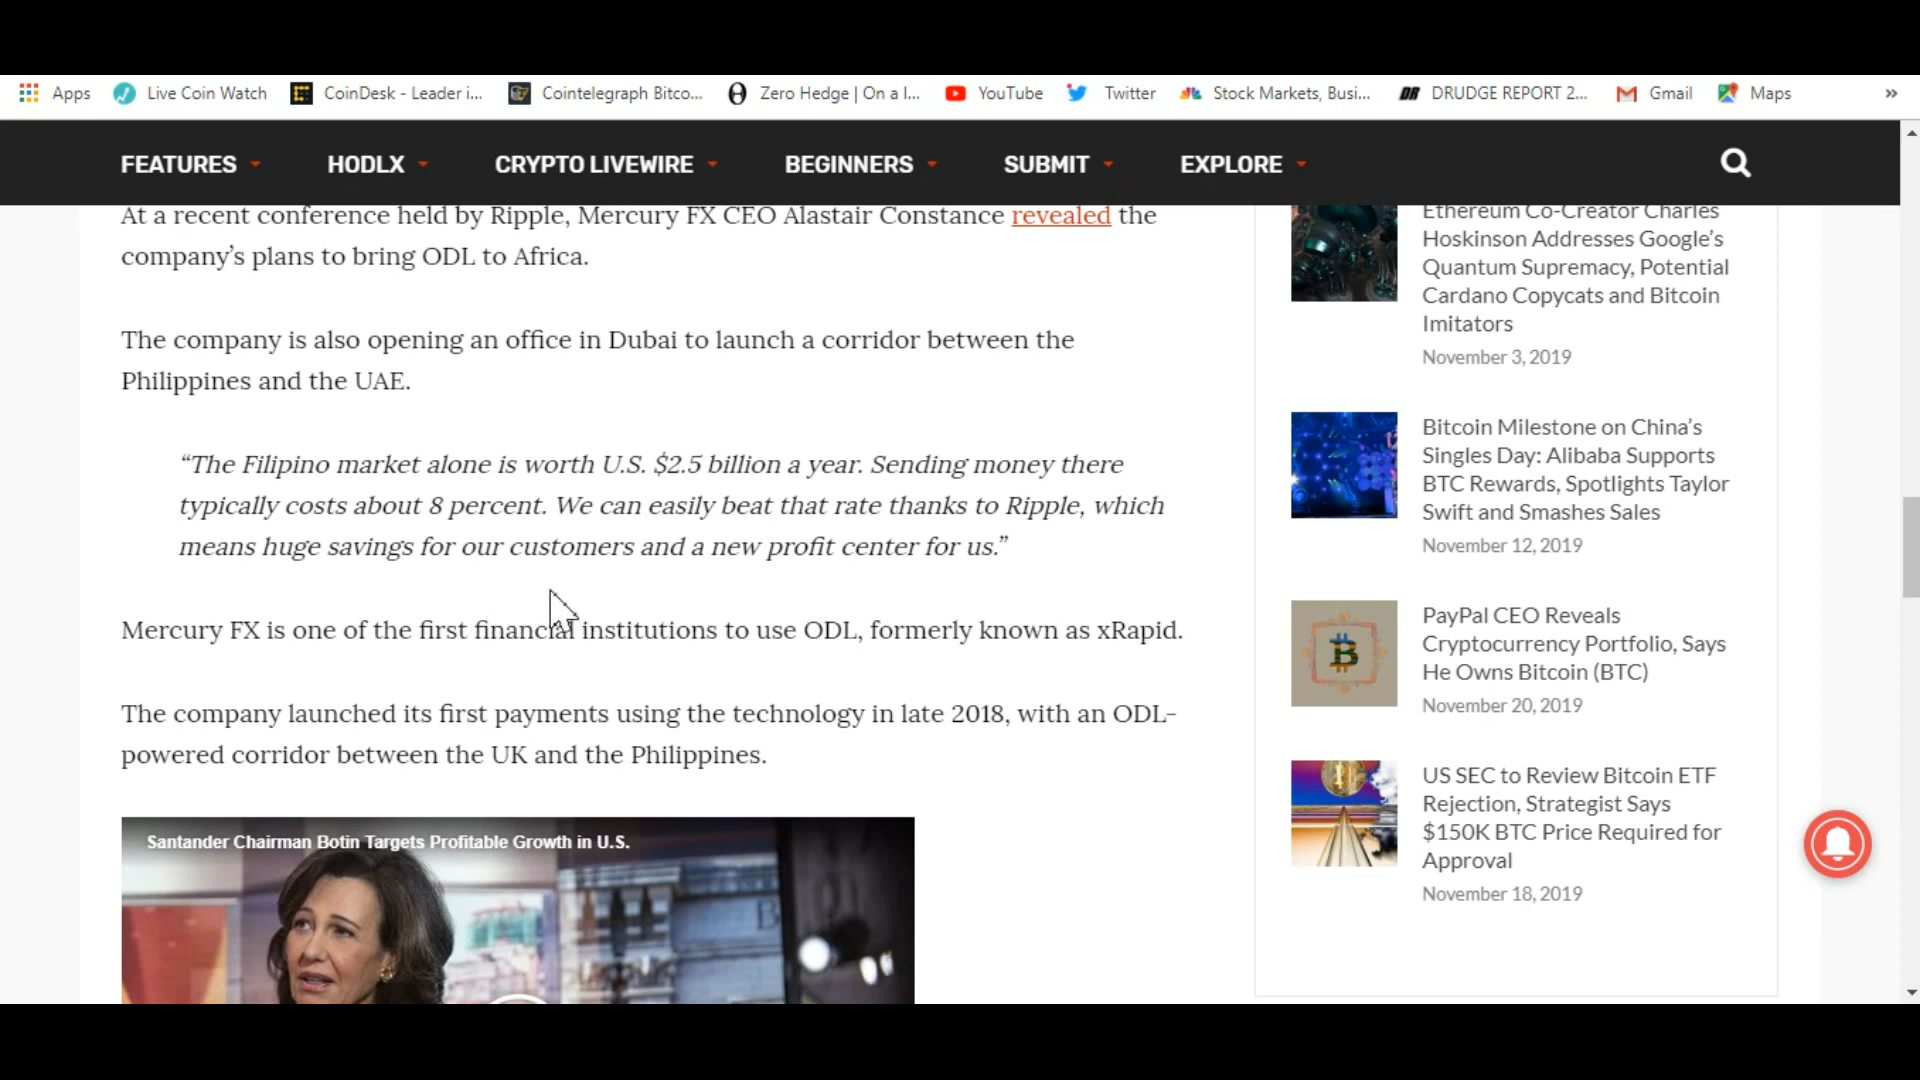 Apps
Live Coin Watch
CoinDesk - Leader i...
Cointelegraph Bitco...
Zero Hedge | On a l...
YouTube
Twitter
Stock Markets, Busi...
DRUDGE REPORT 2...
Gmail
Maps
»
FEATURES
HODLX
CRYPTO LIVEWIRE
BEGINNERS
SUBMIT
EXPLORE
At a recent conference held by Ripple, Mercury FX CEO Alastair Constance revealed the
company’s plans to bring ODL to Africa.
The company is also opening an office in Dubai to launch a corridor between the
Philippines and the UAE.
“The Filipino market alone is worth U.S. $2.5 billion a year. Sending money there
typically costs about 8 percent. We can easily beat that rate thanks to Ripple, which
means huge savings for our customers and a new profit center for us.”
Mercury FX is one of the first financial institutions to use ODL, formerly known as xRapid.
The company launched its first payments using the technology in late 2018, with an ODL-
powered corridor between the UK and the Philippines.
Santander Chairman Botin Targets Profitable Growth in U.S.
Ethereum Co-Creator Charles
Hoskinson Addresses Google’s
Quantum Supremacy, Potential
Cardano Copycats and Bitcoin
Imitators
November 3, 2019
Bitcoin Milestone on China’s
Singles Day: Alibaba Supports
BTC Rewards, Spotlights Taylor
Swift and Smashes Sales
November 12, 2019
PayPal CEO Reveals
Cryptocurrency Portfolio, Says
He Owns Bitcoin (BTC)
November 20, 2019
US SEC to Review Bitcoin ETF
Rejection, Strategist Says
$150K BTC Price Required for
Approval
November 18, 2019